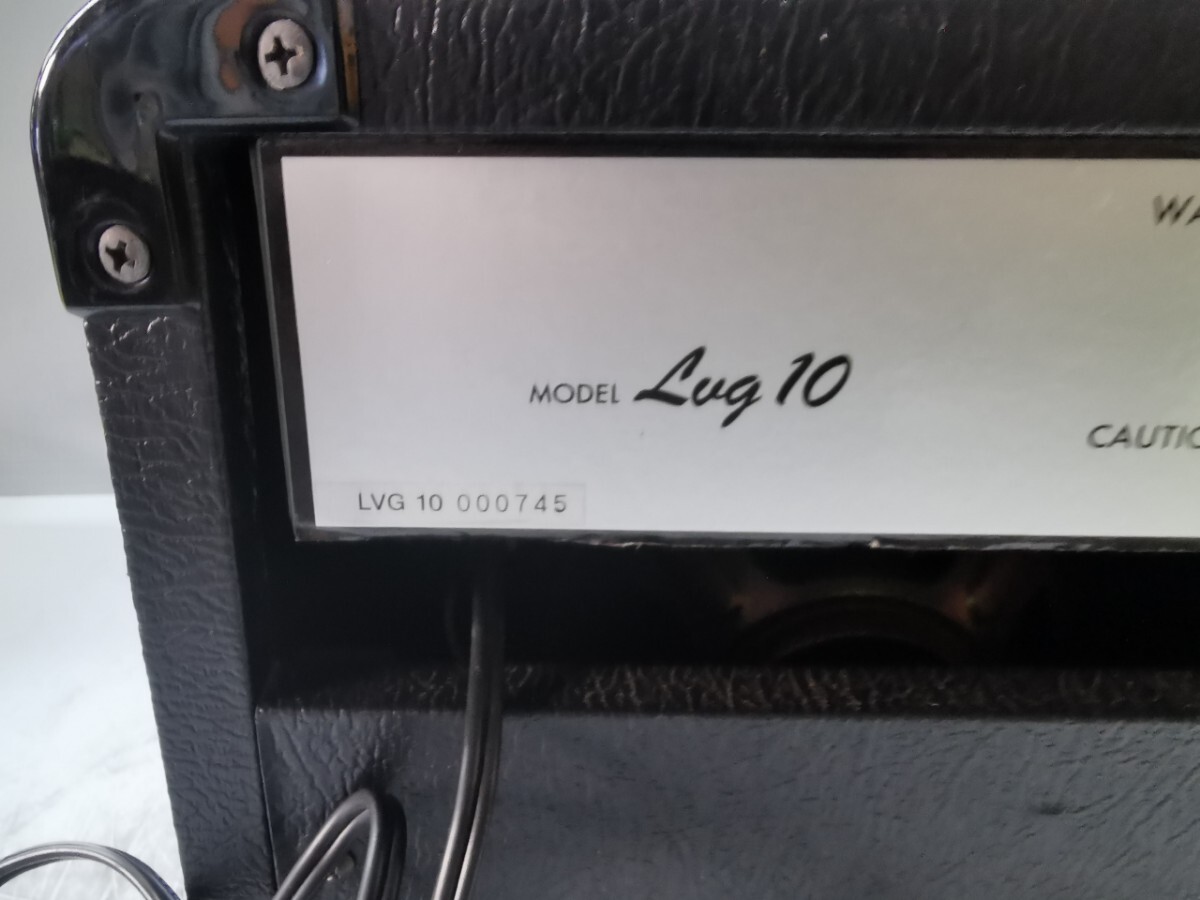 WA
MODEL Lvg 10
CAUTIO
LVG 10 000745